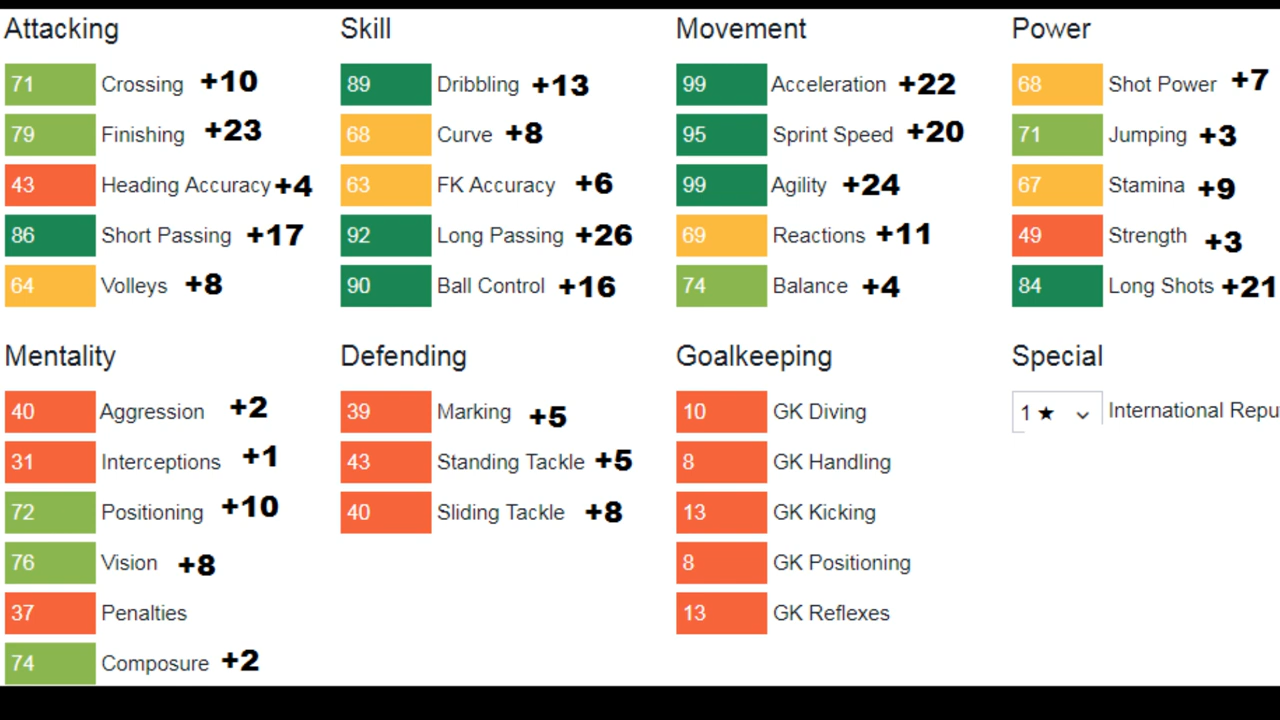 Attacking
71 Crossing +10
79 Finishing +23
43 Heading Accuracy +4
86 Short Passing +17
64 Volleys +8
Skill
89 Dribbling +13
68 Curve +8
63 FK Accuracy +6
92 Long Passing +26
90 Ball Control +16
Movement
99 Acceleration +22
95 Sprint Speed +20
99 Agility +24
69 Reactions +11
74 Balance +4
Power
68 Shot Power +7
71 Jumping +3
67 Stamina +9
49 Strength +3
84 Long Shots +21
Mentality
40 Aggression +2
31 Interceptions +1
72 Positioning +10
76 Vision +8
37 Penalties
74 Composure +2
Defending
39 Marking +5
43 Standing Tackle +5
40 Sliding Tackle +8
Goalkeeping
10 GK Diving
8 GK Handling
13 GK Kicking
8 GK Positioning
13 GK Reflexes
Special
1 ★ International Repu